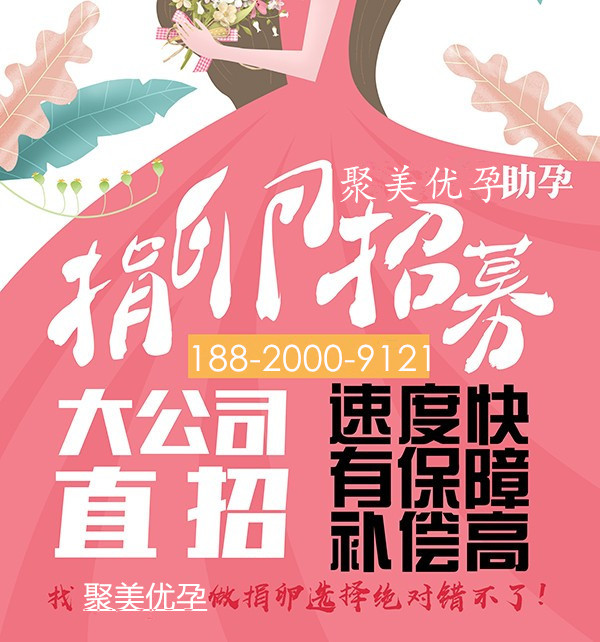 聚美优孕助孕
捐卵招募
188-2000-9121
大公司
直招
速度快
有保障
补偿高
找 聚美优孕做捐卵选择绝对错不了!